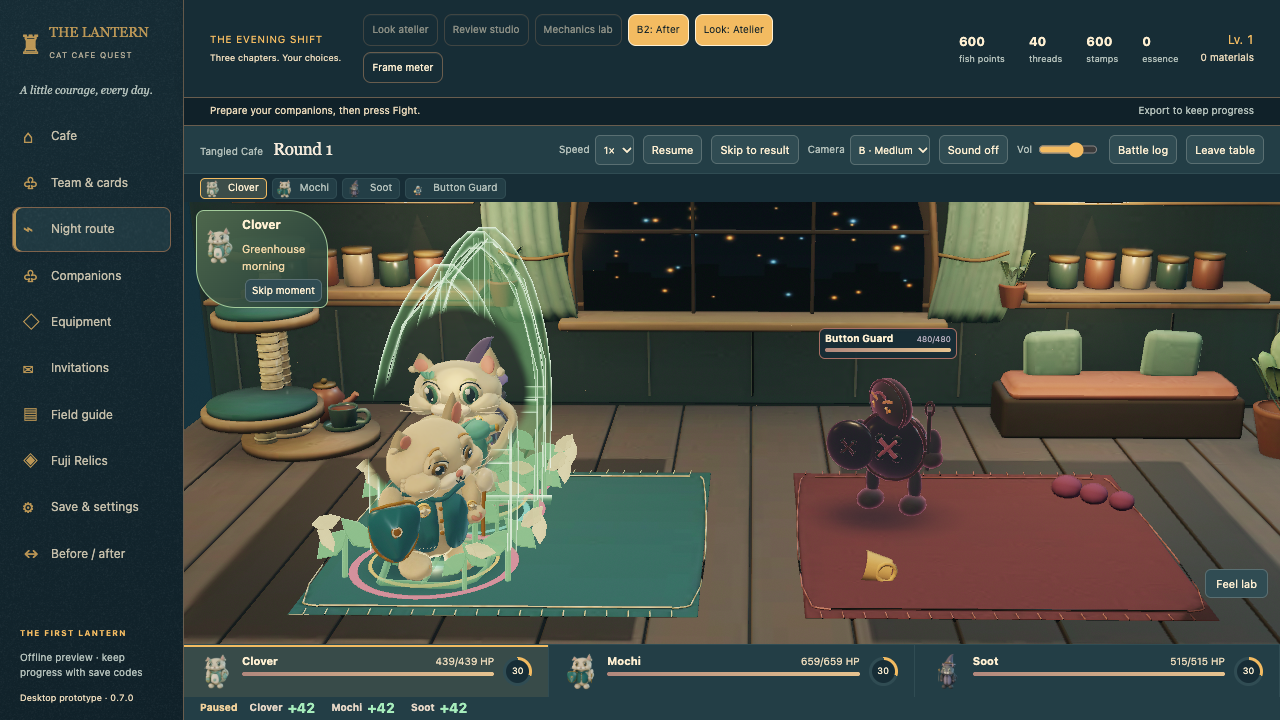 THE LANTERN
CAT CAFE QUEST
A little courage, every day.
Cafe
Team & cards
Night route
Companions
Equipment
Invitations
Field guide
Fuji Relics
Save & settings
Before / after
THE FIRST LANTERN
Offline preview · keep
progress with save codes
Desktop prototype · 0.7.0
THE EVENING SHIFT
Three chapters. Your choices.
Look atelier
Review studio
Mechanics lab
B2: After
Look: Atelier
Frame meter
600
fish points
40
threads
600
stamps
0
essence
Lv. 1
0 materials
Prepare your companions, then press Fight.
Export to keep progress
Tangled Cafe
Round 1
Speed
1×
Resume
Skip to result
Camera
B · Medium
Sound off
Vol
Battle log
Leave table
Clover
Mochi
Soot
Button Guard
Clover
Greenhouse
morning
Skip moment
Button Guard
480/480
Feel lab
Clover
439/439 HP
30
Mochi
659/659 HP
30
Soot
515/515 HP
30
Paused
Clover +42
Mochi +42
Soot +42